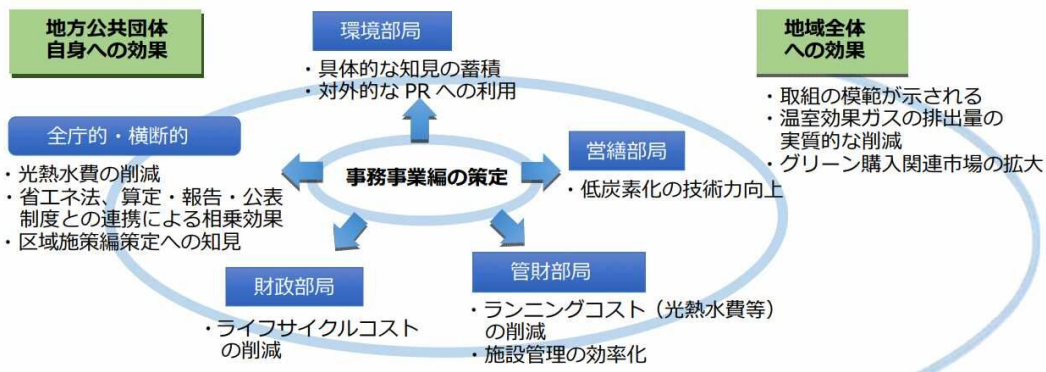 地方公共団体
自身への効果
環境部局
・具体的な知見の蓄積
・対外的な PR への利用
地域全体
への効果
・取組の模範が示される
・温室効果ガスの排出量の
実質的な削減
・グリーン購入関連市場の拡大
全庁的・横断的
・光熱水費の削減
・省エネ法、算定・報告・公表
制度との連携による相乗効果
・区域施策編策定への知見
事務事業編の策定
営繕部局
・低炭素化の技術力向上
財政部局
・ライフサイクルコスト
の削減
管財部局
・ランニングコスト（光熱水費等）
の削減
・施設管理の効率化